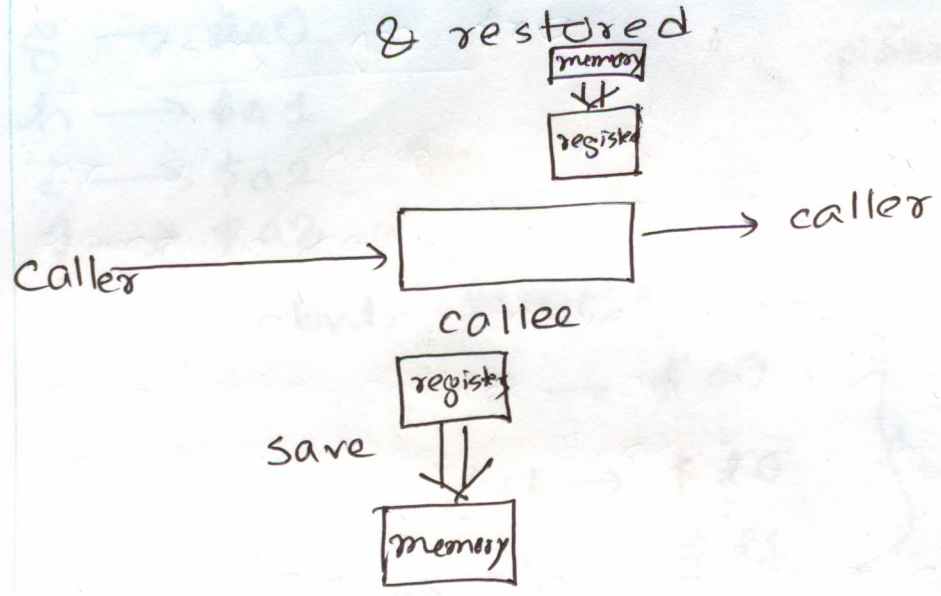 & restored
memory
register
caller
Caller
callee
register
save
memory